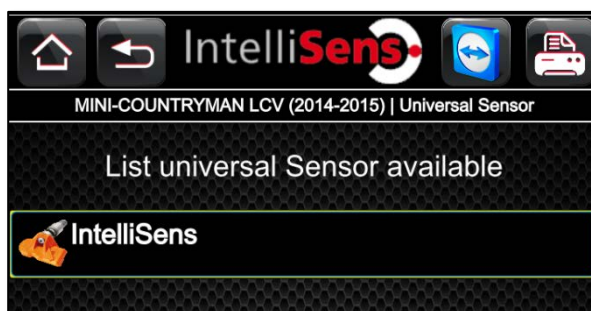 IntelliSens
MINI-COUNTRYMAN LCV (2014-2015) | Universal Sensor
List universal Sensor available
IntelliSens